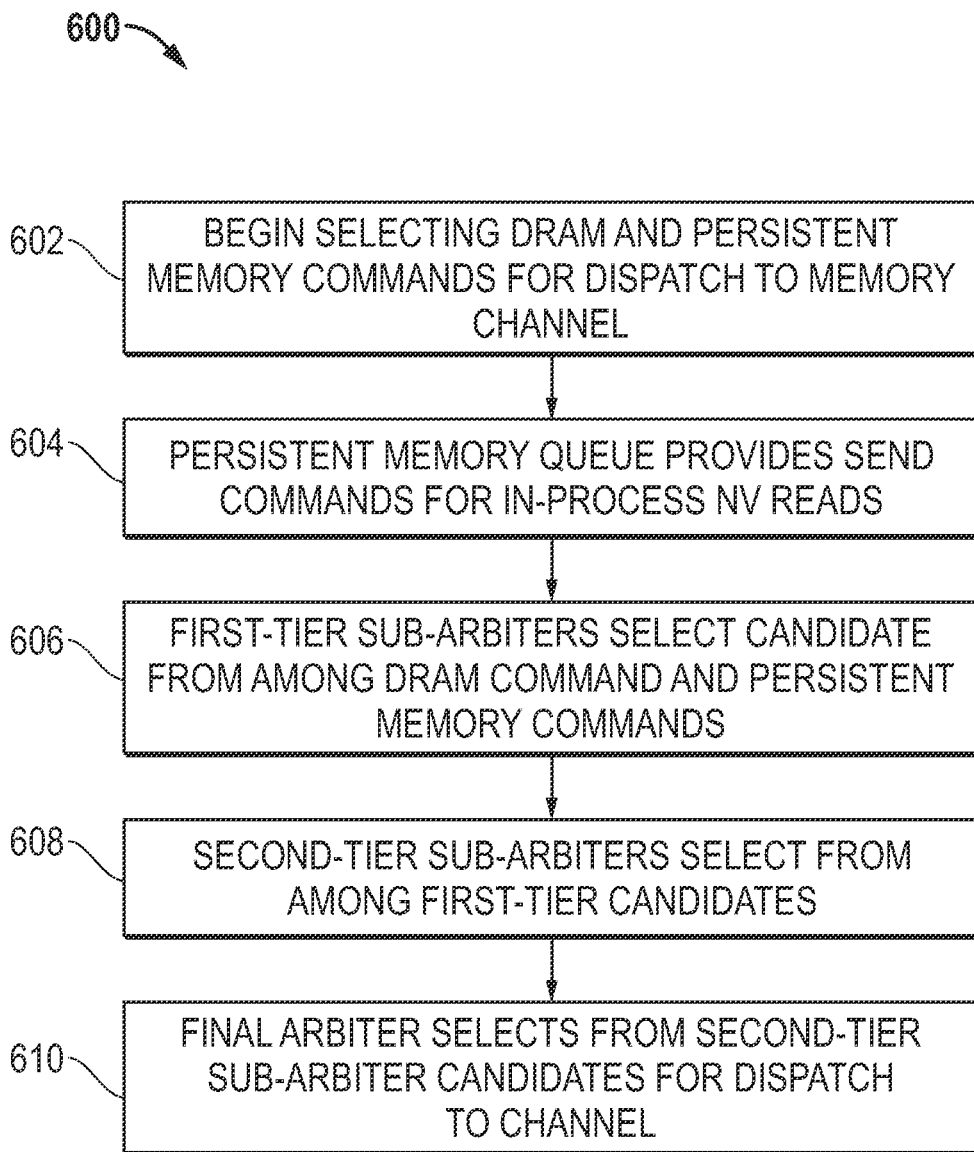 600
602
BEGIN SELECTING DRAM AND PERSISTENT
MEMORY COMMANDS FOR DISPATCH TO MEMORY
CHANNEL
604
PERSISTENT MEMORY QUEUE PROVIDES SEND
COMMANDS FOR IN-PROCESS NV READS
606
FIRST-TIER SUB-ARBITERS SELECT CANDIDATE
FROM AMONG DRAM COMMAND AND PERSISTENT
MEMORY COMMANDS
608
SECOND-TIER SUB-ARBITERS SELECT FROM
AMONG FIRST-TIER CANDIDATES
610
FINAL ARBITER SELECTS FROM SECOND-TIER
SUB-ARBITER CANDIDATES FOR DISPATCH
TO CHANNEL